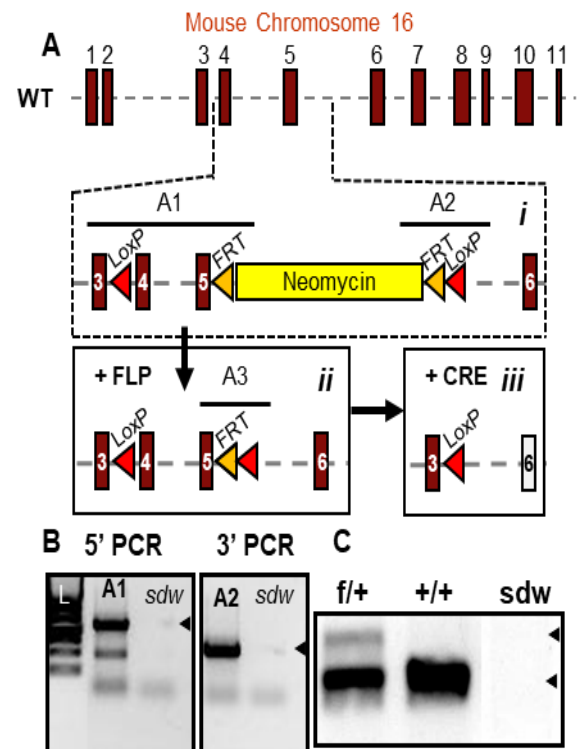 Mouse Chromosome 16
A
1 2 3 4 5 6 7 8 9 10 11
WT
A1 A2 i
LoxP FRT FRT LoxP
3 4 5 Neomycin 6
+ FLP A3 ii + CRE iii
LoxP FRT LoxP
3 4 5 6 3 6
B 5’ PCR 3’ PCR C
L A1 sdw A2 sdw f/+ +/+ sdw